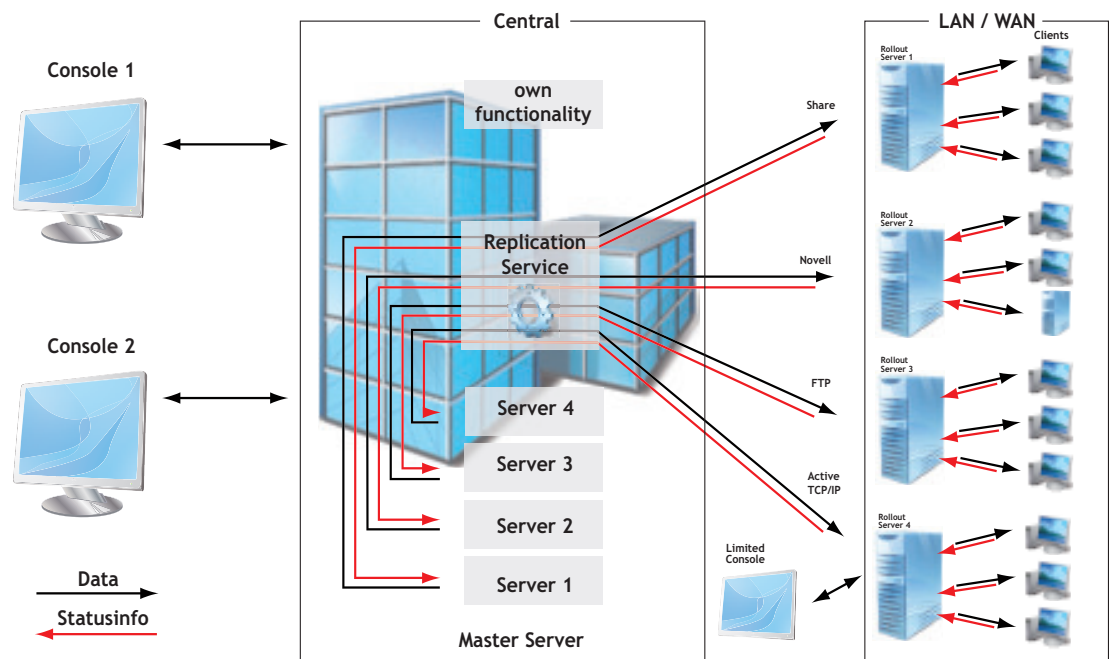 Central
LAN / WAN
Clients
Console 1
own
functionality
Share
Rollout
Server 1
Replication
Service
Novell
Rollout
Server 2
Console 2
FTP
Rollout
Server 3
Server 4
Server 3
Active
TCP/IP
Server 2
Rollout
Server 4
Limited
Console
Server 1
Data
Statusinfo
Master Server